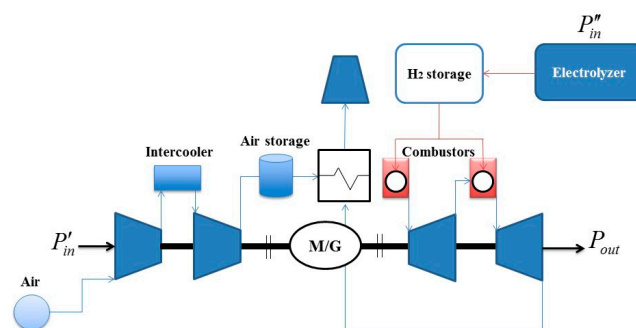 P''in
H2 storage
Electrolyzer
Air storage
Combustors
Intercooler
P'in
M/G
Pout
Air